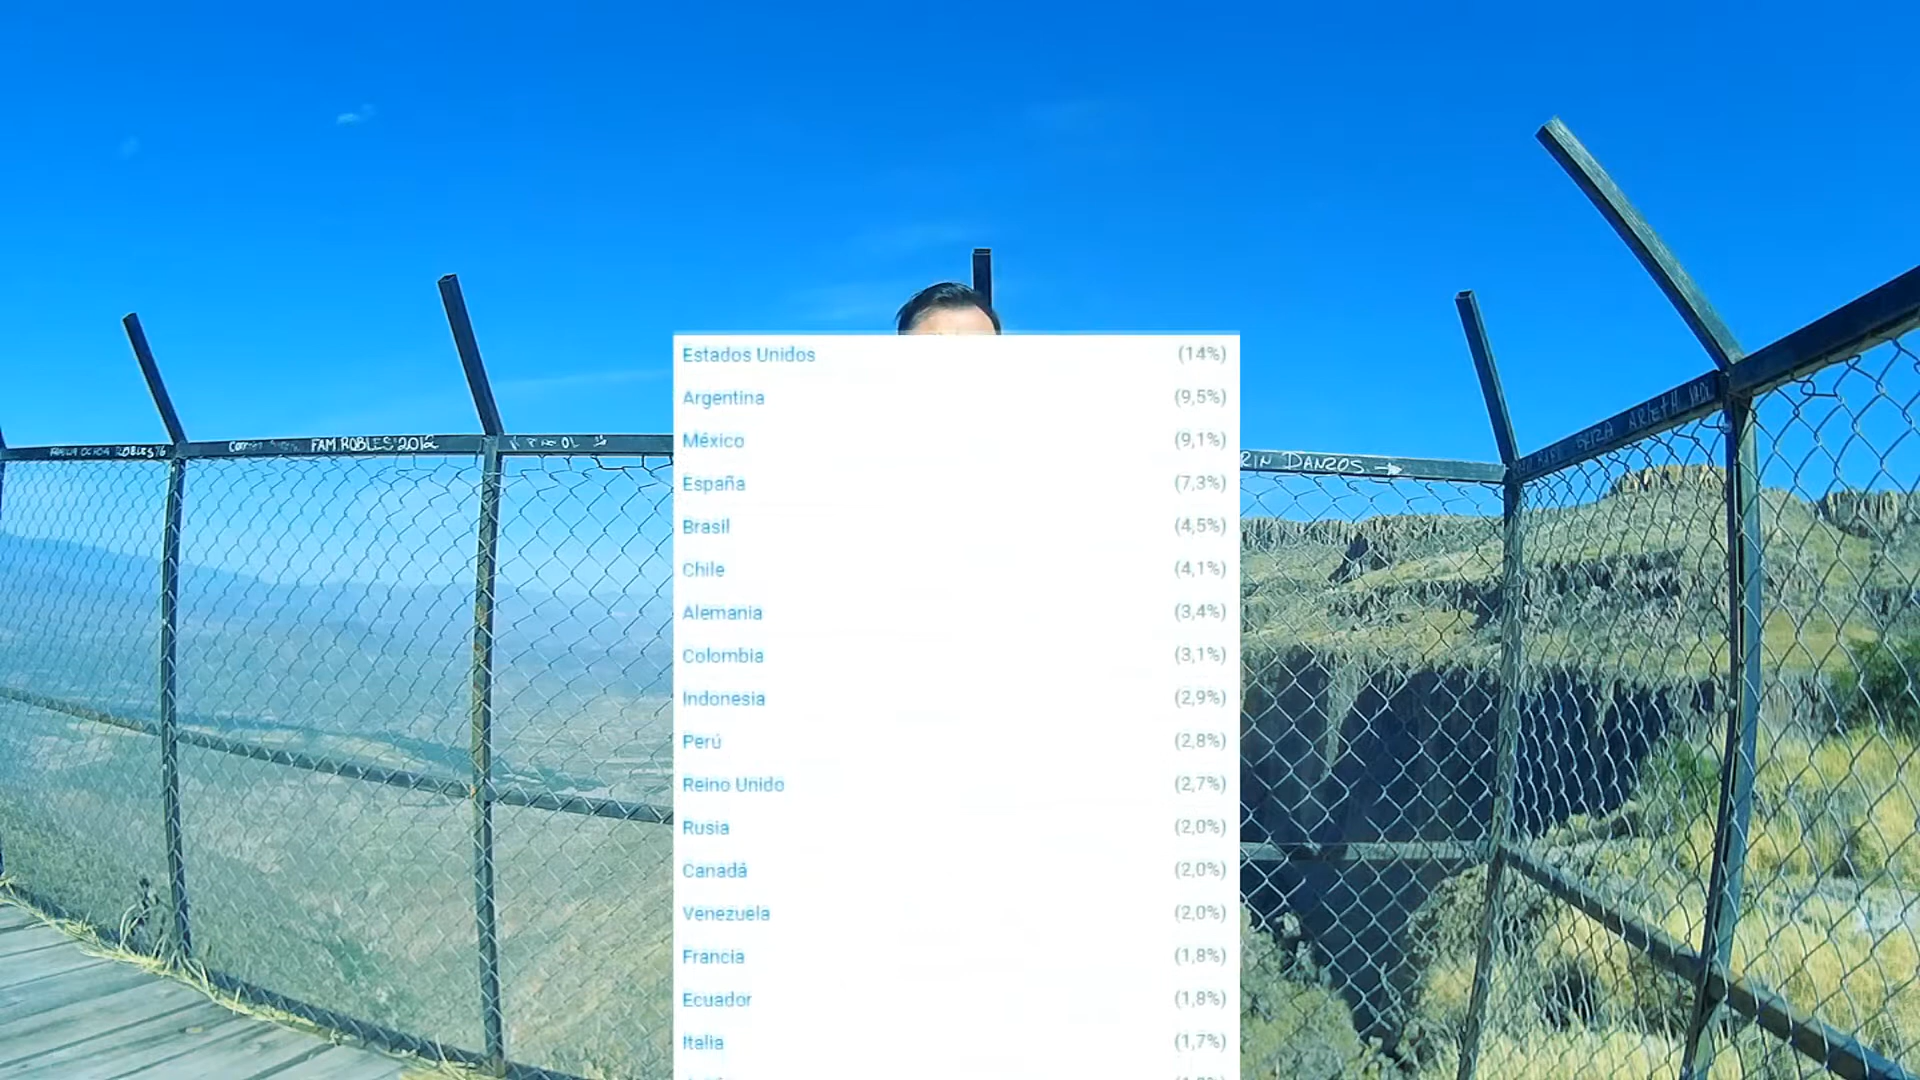 Estados Unidos (14%)
Argentina (9,5%)
México (9,1%)
España (7,3%)
Brasil (4,5%)
Chile (4,1%)
Alemania (3,4%)
Colombia (3,1%)
Indonesia (2,9%)
Perú (2,8%)
Reino Unido (2,7%)
Rusia (2,0%)
Canadá (2,0%)
Venezuela (2,0%)
Francia (1,8%)
Ecuador (1,8%)
Italia (1,7%)
FAM.ROBLES 2012
DANZOS
ARLETH